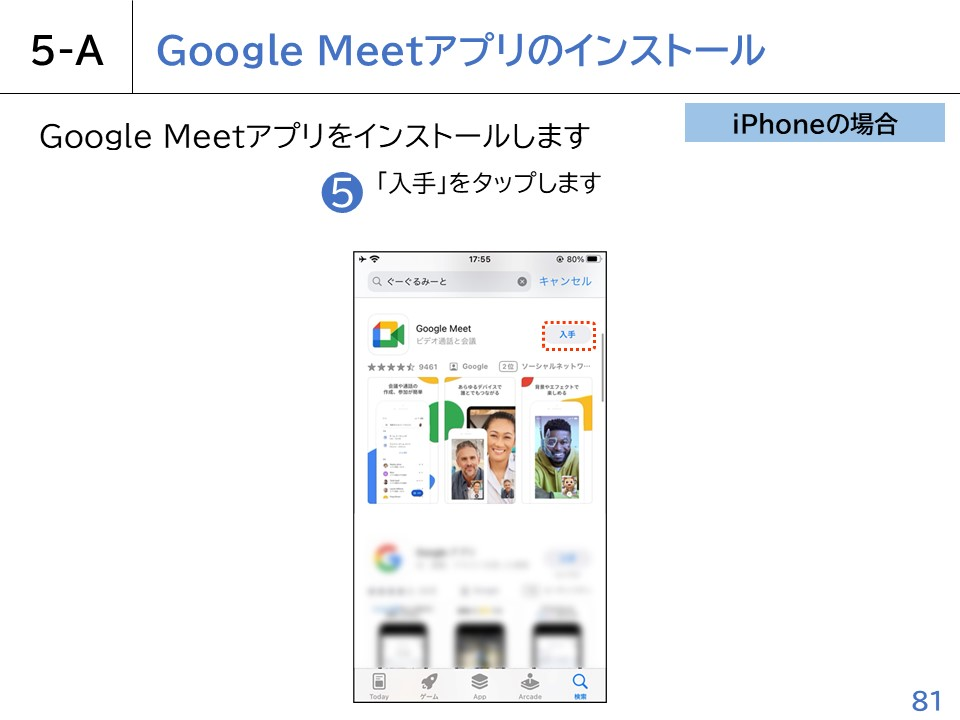 5-A
Google Meetアプリのインストール
iPhoneの場合
Google Meetアプリをインストールします
5 「入手」をタップします
17:55 80%
ぐーぐるみーと キャンセル
Google Meet
ビデオ通話と会議
入手
9461 Google 2位 ソーシャルネットワ…
会議や通話の
作成、参加が簡単
あらゆるデバイスで
誰とでもつながる
背景やエフェクトで
楽しめる
Today ゲーム App Arcade 検索
81